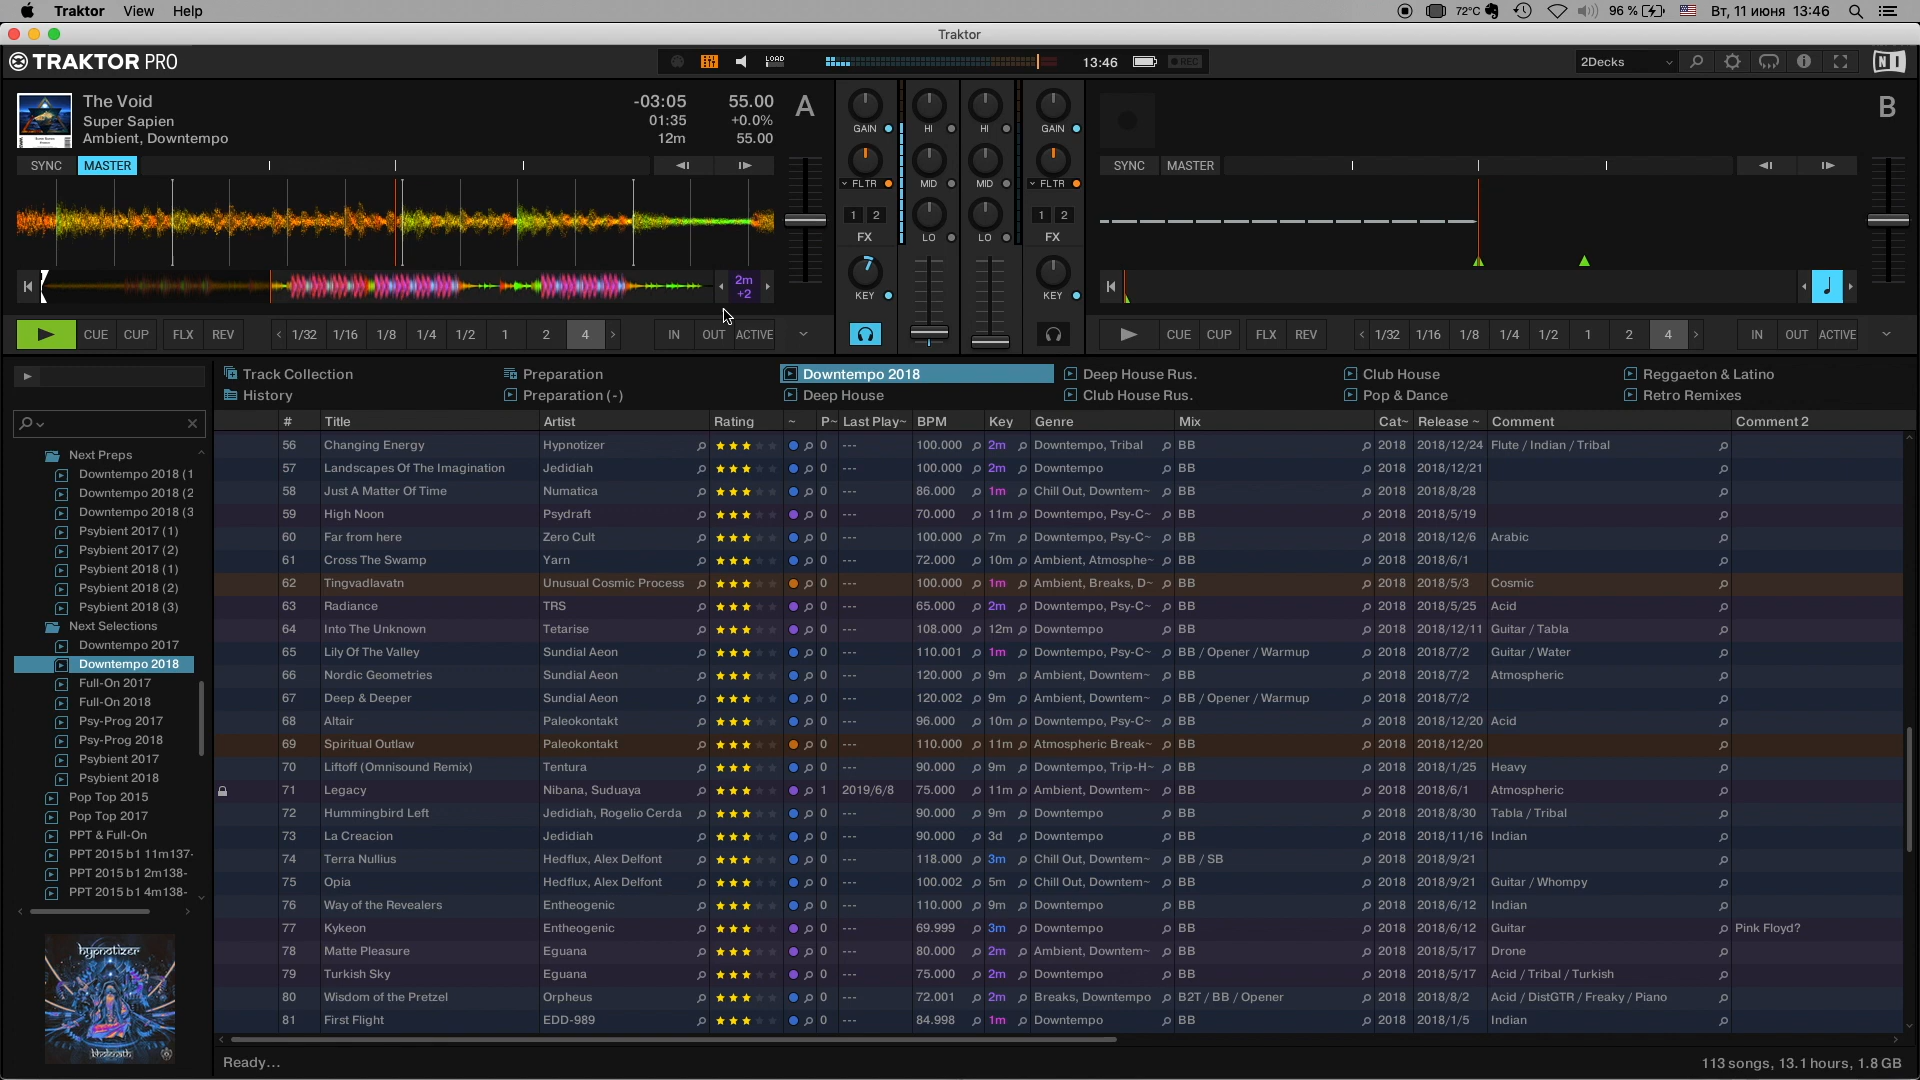 Traktor View Help 72°C 96 % Вт, 11 июня 13:46
Traktor
TRAKTOR PRO LOAD 13:46 REC 2Decks
The Void -03:05 55.00 A
Super Sapien 01:35 +0.0%
Ambient, Downtempo 12m 55.00
SYNC MASTER
2m
+2
CUE CUP FLX REV 1/32 1/16 1/8 1/4 1/2 1 2 4 IN OUT ACTIVE
GAIN HI HI GAIN
FLTR MID MID FLTR
1 2 1 2
FX LO LO FX
KEY KEY
B
SYNC MASTER
CUE CUP FLX REV 1/32 1/16 1/8 1/4 1/2 1 2 4 IN OUT ACTIVE
Track Collection Preparation Downtempo 2018 Deep House Rus. Club House Reggaeton & Latino
History Preparation (-) Deep House Club House Rus. Pop & Dance Retro Remixes
Next Preps
Downtempo 2018 (1
Downtempo 2018 (2
Downtempo 2018 (3
Psybient 2017 (1)
Psybient 2017 (2)
Psybient 2018 (1)
Psybient 2018 (2)
Psybient 2018 (3)
Next Selections
Downtempo 2017
Downtempo 2018
Full-On 2017
Full-On 2018
Psy-Prog 2017
Psy-Prog 2018
Psybient 2017
Psybient 2018
Pop Top 2015
Pop Top 2017
PPT & Full-On
PPT 2015 b1 11m137-
PPT 2015 b1 2m138-
PPT 2015 b1 4m138-
hypnotizer
# Title Artist Rating ~ P~ Last Play~ BPM Key Genre Mix Cat~ Release ~ Comment Comment 2
56 Changing Energy Hypnotizer 0 --- 100.000 2m Downtempo, Tribal BB 2018 2018/12/24 Flute / Indian / Tribal
57 Landscapes Of The Imagination Jedidiah 0 --- 100.000 2m Downtempo BB 2018 2018/12/21
58 Just A Matter Of Time Numatica 0 --- 86.000 1m Chill Out, Downtem~ BB 2018 2018/8/28
59 High Noon Psydraft 0 --- 70.000 11m Downtempo, Psy-C~ BB 2018 2018/5/19
60 Far from here Zero Cult 0 --- 100.000 7m Downtempo, Psy-C~ BB 2018 2018/12/6 Arabic
61 Cross The Swamp Yarn 0 --- 72.000 10m Ambient, Atmosphe~ BB 2018 2018/6/1
62 Tingvadlavatn Unusual Cosmic Process 0 --- 100.000 1m Ambient, Breaks, D~ BB 2018 2018/5/3 Cosmic
63 Radiance TRS 0 --- 65.000 2m Downtempo, Psy-C~ BB 2018 2018/5/25 Acid
64 Into The Unknown Tetarise 0 --- 108.000 12m Downtempo BB 2018 2018/12/11 Guitar / Tabla
65 Lily Of The Valley Sundial Aeon 0 --- 110.001 1m Downtempo, Psy-C~ BB / Opener / Warmup 2018 2018/7/2 Guitar / Water
66 Nordic Geometries Sundial Aeon 0 --- 120.000 9m Ambient, Downtem~ BB 2018 2018/7/2 Atmospheric
67 Deep & Deeper Sundial Aeon 0 --- 120.002 9m Ambient, Downtem~ BB / Opener / Warmup 2018 2018/7/2
68 Altair Paleokontakt 0 --- 96.000 10m Downtempo, Psy-C~ BB 2018 2018/12/20 Acid
69 Spiritual Outlaw Paleokontakt 0 --- 110.000 11m Atmospheric Break~ BB 2018 2018/12/20
70 Liftoff (Omnisound Remix) Tentura 0 --- 90.000 9m Downtempo, Trip-H~ BB 2018 2018/1/25 Heavy
71 Legacy Nibana, Suduaya 1 2019/6/8 75.000 11m Ambient, Downtem~ BB 2018 2018/6/1 Atmospheric
72 Hummingbird Left Jedidiah, Rogelio Cerda 0 --- 90.000 9m Downtempo BB 2018 2018/8/30 Tabla / Tribal
73 La Creacion Jedidiah 0 --- 90.000 3d Downtempo BB 2018 2018/11/16 Indian
74 Terra Nullius Hedflux, Alex Delfont 0 --- 118.000 3m Chill Out, Downtem~ BB / SB 2018 2018/9/21
75 Opia Hedflux, Alex Delfont 0 --- 100.002 5m Chill Out, Downtem~ BB 2018 2018/9/21 Guitar / Whompy
76 Way of the Revealers Entheogenic 0 --- 110.000 9m Downtempo BB 2018 2018/6/12 Indian
77 Kykeon Entheogenic 0 --- 69.999 3m Downtempo BB 2018 2018/6/12 Guitar Pink Floyd?
78 Matte Pleasure Eguana 0 --- 80.000 2m Ambient, Downtem~ BB 2018 2018/5/17 Drone
79 Turkish Sky Eguana 0 --- 75.000 2m Downtempo BB 2018 2018/5/17 Acid / Tribal / Turkish
80 Wisdom of the Pretzel Orpheus 0 --- 72.001 2m Breaks, Downtempo B2T / BB / Opener 2018 2018/8/2 Acid / DistGTR / Freaky / Piano
81 First Flight EDD-989 0 --- 84.998 1m Downtempo BB 2018 2018/1/5 Indian
Ready... 113 songs, 13.1 hours, 1.8 GB